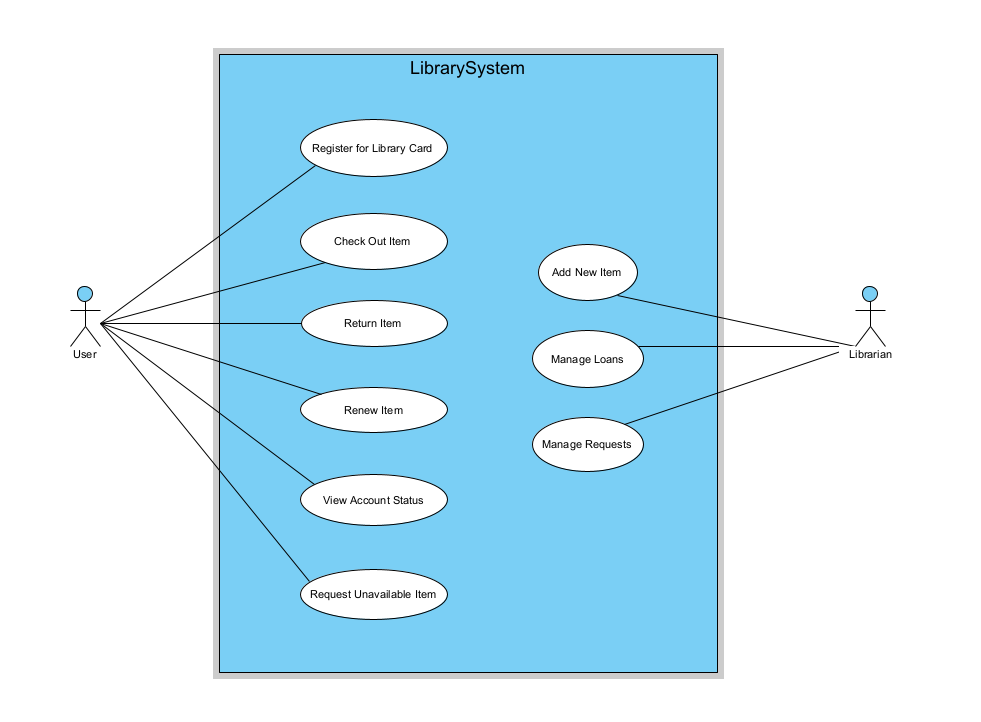 LibrarySystem
Register for Library Card
Check Out Item
Return Item
Renew Item
View Account Status
Request Unavailable Item
Add New Item
Manage Loans
Manage Requests
User
Librarian